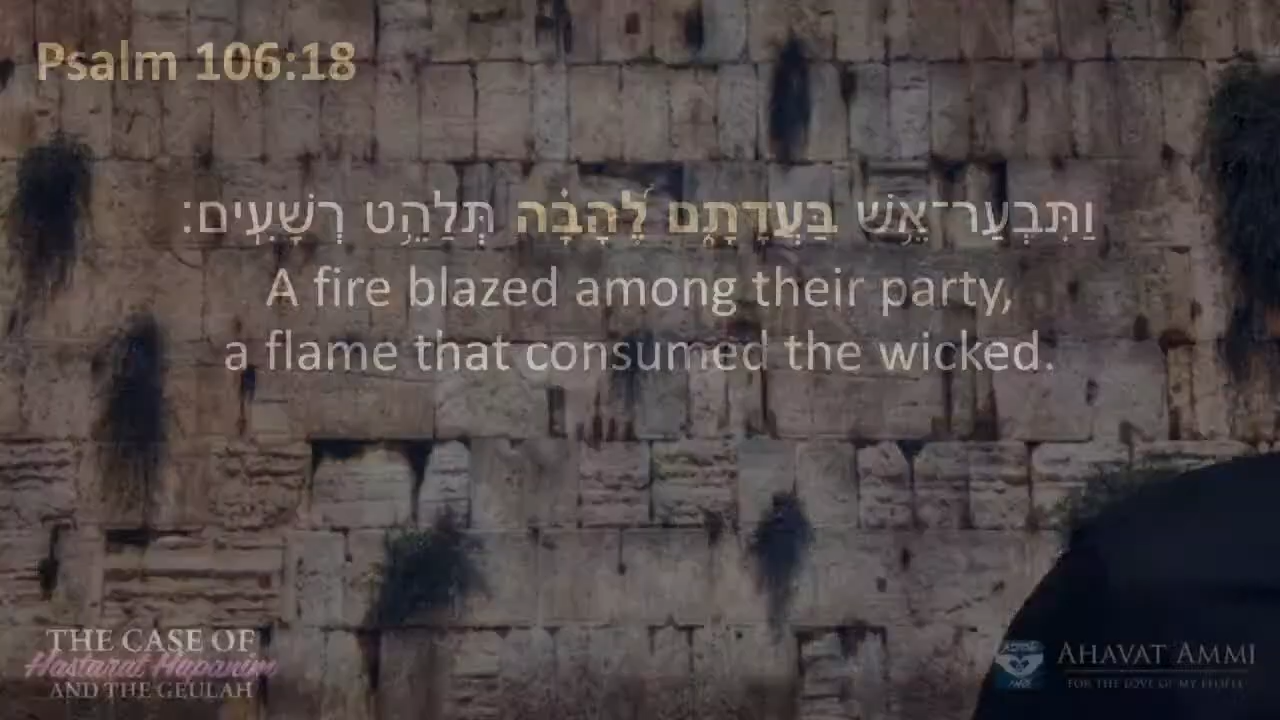 Psalm 106:18
וַתִּבְעַר־אֵ֥שׁ בַּעֲדָתָ֑ם לֶ֝הָבָ֗ה תְּלַהֵ֥ט רְשָׁעִֽים׃
A fire blazed among their party,
a flame that consumed the wicked.
THE CASE OF
Hastarat Hapanim
AND THE GEULAH
AHAVAT AMMI
FOR THE LOVE OF MY PEOPLE